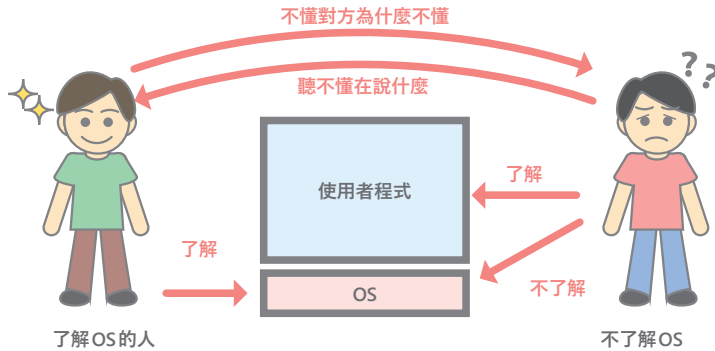 不懂對方為什麼不懂
聽不懂在說什麼
? ?
使用者程式
了解
了解
不了解
OS
了解OS的人
不了解OS